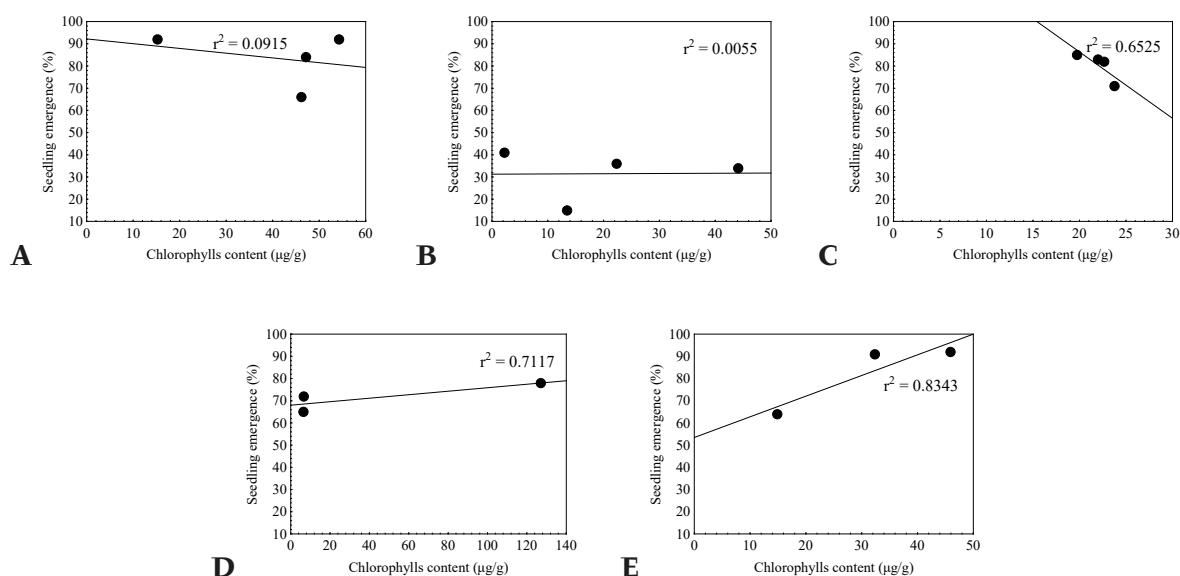 100
90
80
70
60
50
40
30
20
10
Seedling emergence (%)
r² = 0.0915
0 10 20 30 40 50 60
Chlorophylls content (µg/g)
A
100
90
80
70
60
50
40
30
20
10
Seedling emergence (%)
r² = 0.0055
0 10 20 30 40 50
Chlorophylls content (µg/g)
B
100
90
80
70
60
50
40
30
20
10
Seedling emergence (%)
r² = 0.6525
0 5 10 15 20 25 30
Chlorophylls content (µg/g)
C
100
90
80
70
60
50
40
30
20
10
Seedling emergence (%)
r² = 0.7117
0 20 40 60 80 100 120 140
Chlorophylls content (µg/g)
D
100
90
80
70
60
50
40
30
20
10
Seedling emergence (%)
r² = 0.8343
0 10 20 30 40 50
Chlorophylls content (µg/g)
E